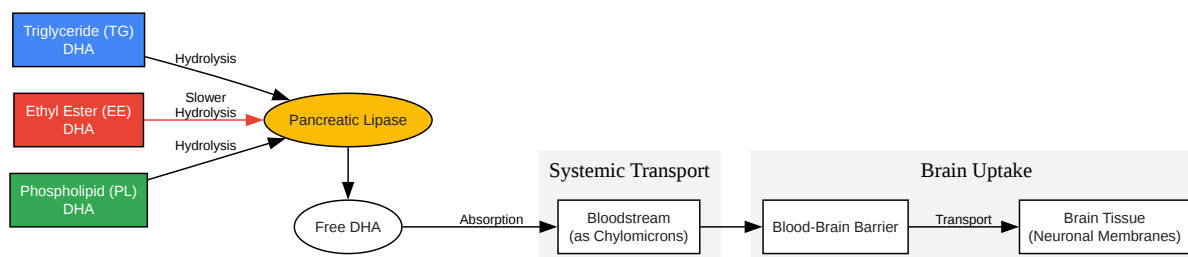 Triglyceride (TG)
DHA
Hydrolysis
Ethyl Ester (EE)
DHA
Slower
Hydrolysis
Pancreatic Lipase
Hydrolysis
Phospholipid (PL)
DHA
Free DHA
Absorption
Systemic Transport
Bloodstream
(as Chylomicrons)
Brain Uptake
Blood-Brain Barrier
Transport
Brain Tissue
(Neuronal Membranes)